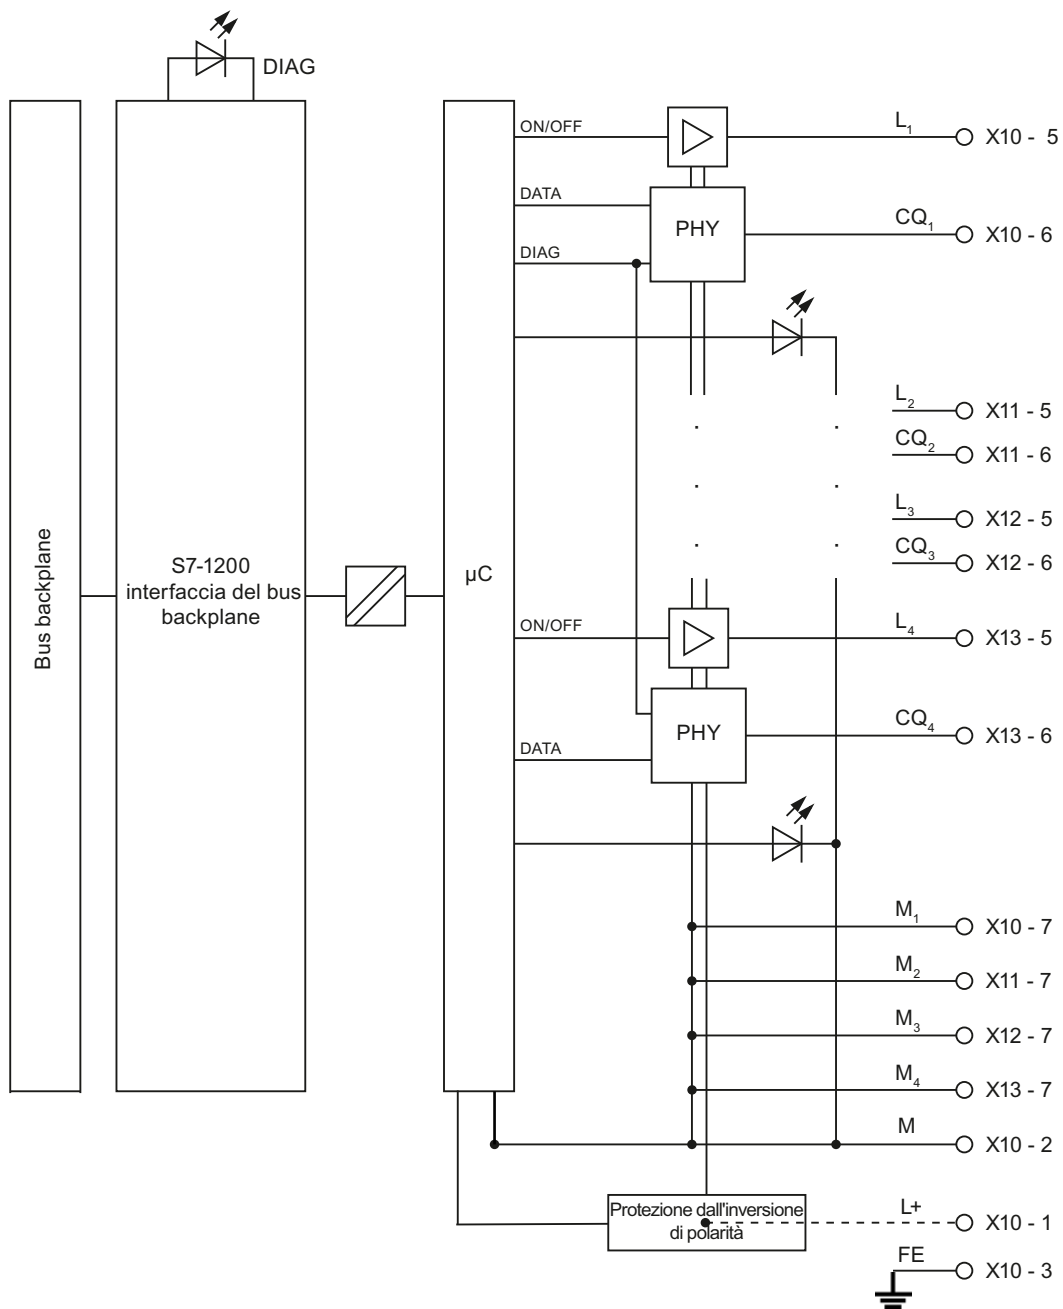 DIAG
ON/OFF
L1
X10 - 5
DATA
PHY
CQ1
X10 - 6
DIAG
L2
X11 - 5
CQ2
X11 - 6
L3
X12 - 5
CQ3
X12 - 6
Bus backplane
S7-1200
interfaccia del bus
backplane
µC
ON/OFF
L4
X13 - 5
PHY
CQ4
X13 - 6
DATA
M1
X10 - 7
M2
X11 - 7
M3
X12 - 7
M4
X13 - 7
M
X10 - 2
Protezione dall'inversione
di polarità
L+
X10 - 1
FE
X10 - 3